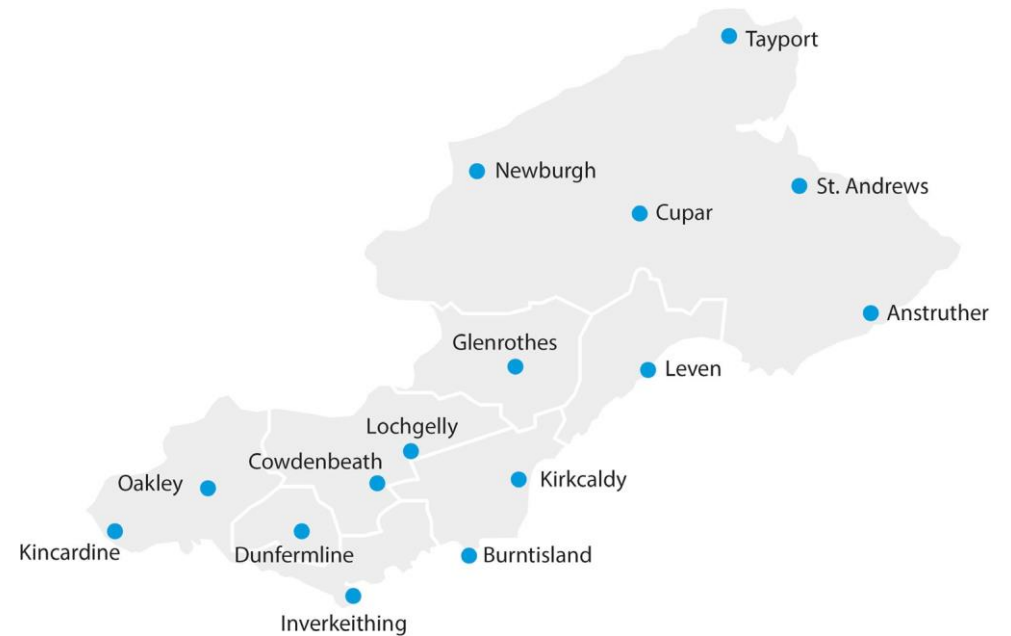 Tayport
Newburgh
St. Andrews
Cupar
Anstruther
Glenrothes
Leven
Lochgelly
Cowdenbeath
Oakley
Kirkcaldy
Kincardine
Dunfermline
Burntisland
Inverkeithing